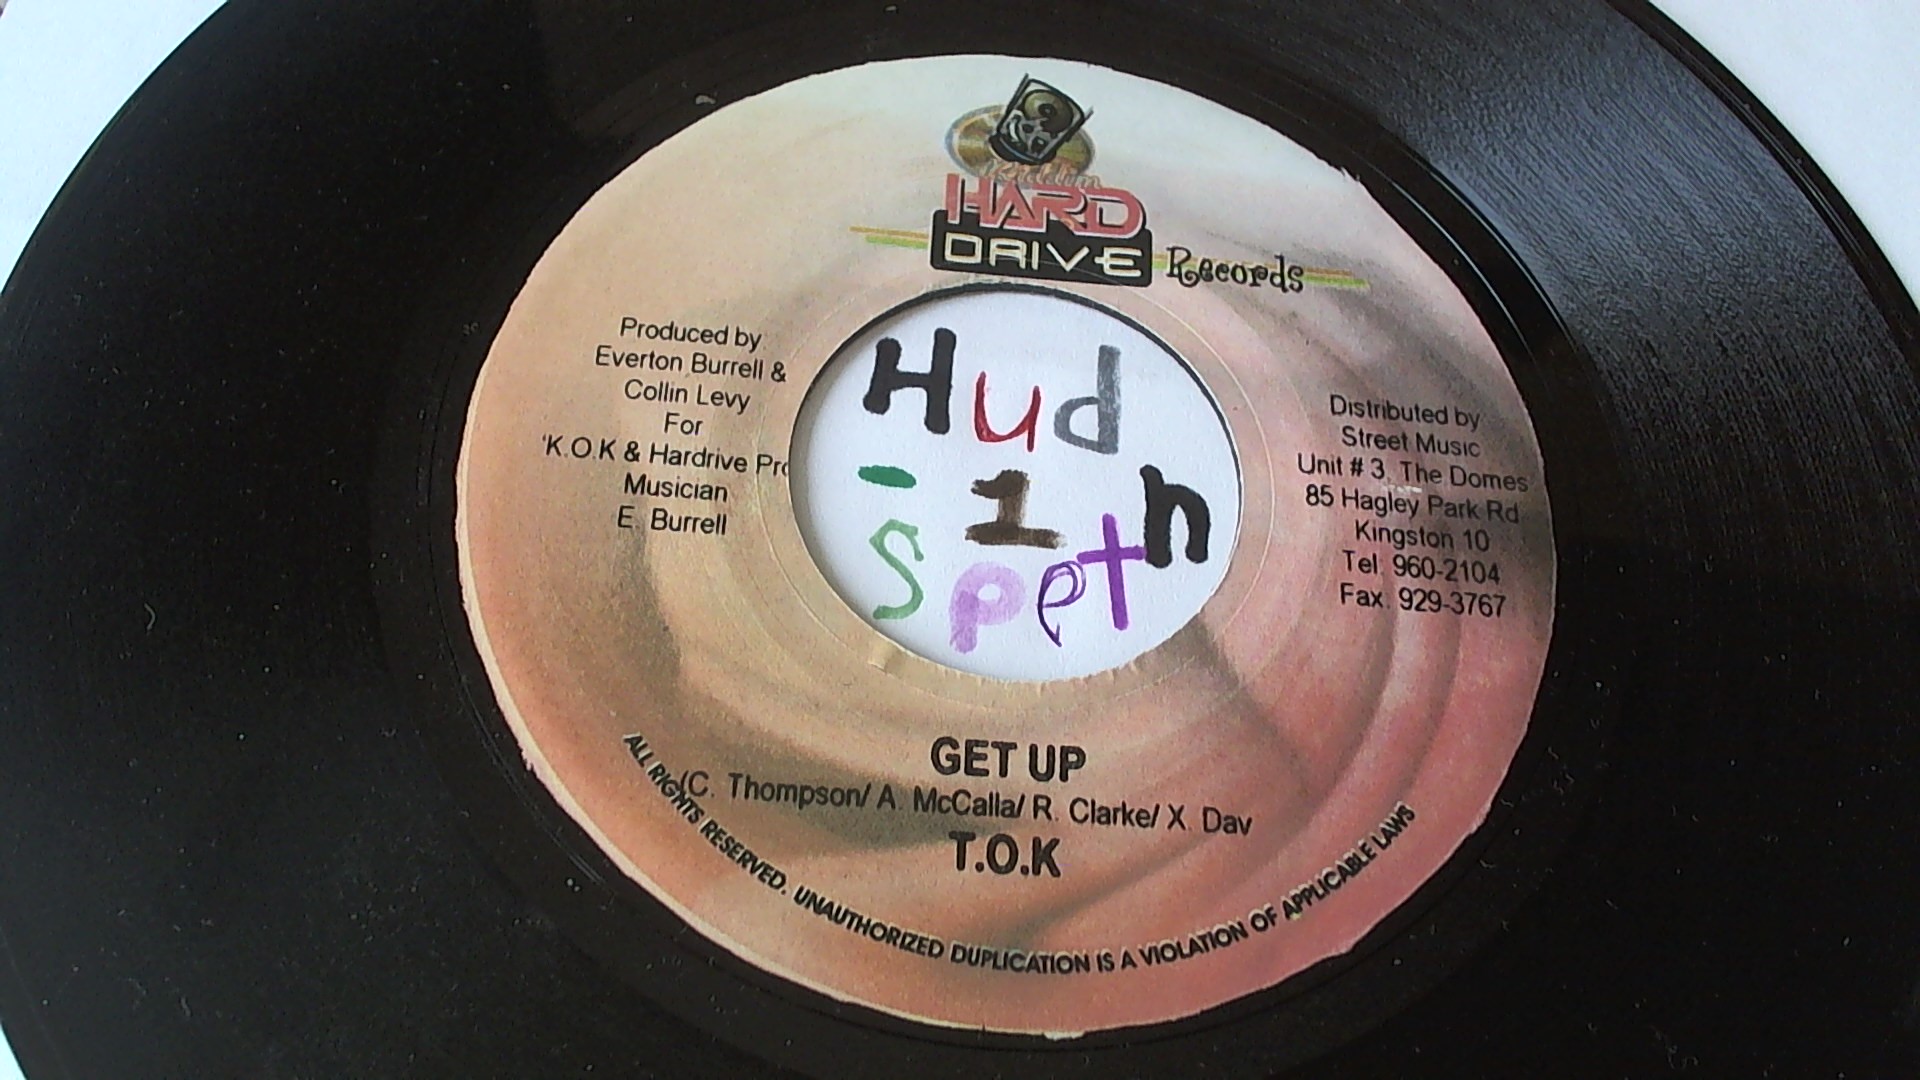 Riddim
HARD
DRIVE Records
Produced by
Everton Burrell &
Collin Levy
For
'K.O.K & Hardrive Pro
Musician
E. Burrell
Hud
- 1 n
spet
Distributed by
Street Music
Unit # 3, The Domes
85 Hagley Park Rd
Kingston 10
Tel: 960-2104
Fax. 929-3767
GET UP
(C. Thompson/ A. McCalla/ R. Clarke/ X. Dav
T.O.K
ALL RIGHTS RESERVED. UNAUTHORIZED DUPLICATION IS A VIOLATION OF APPLICABLE LAWS